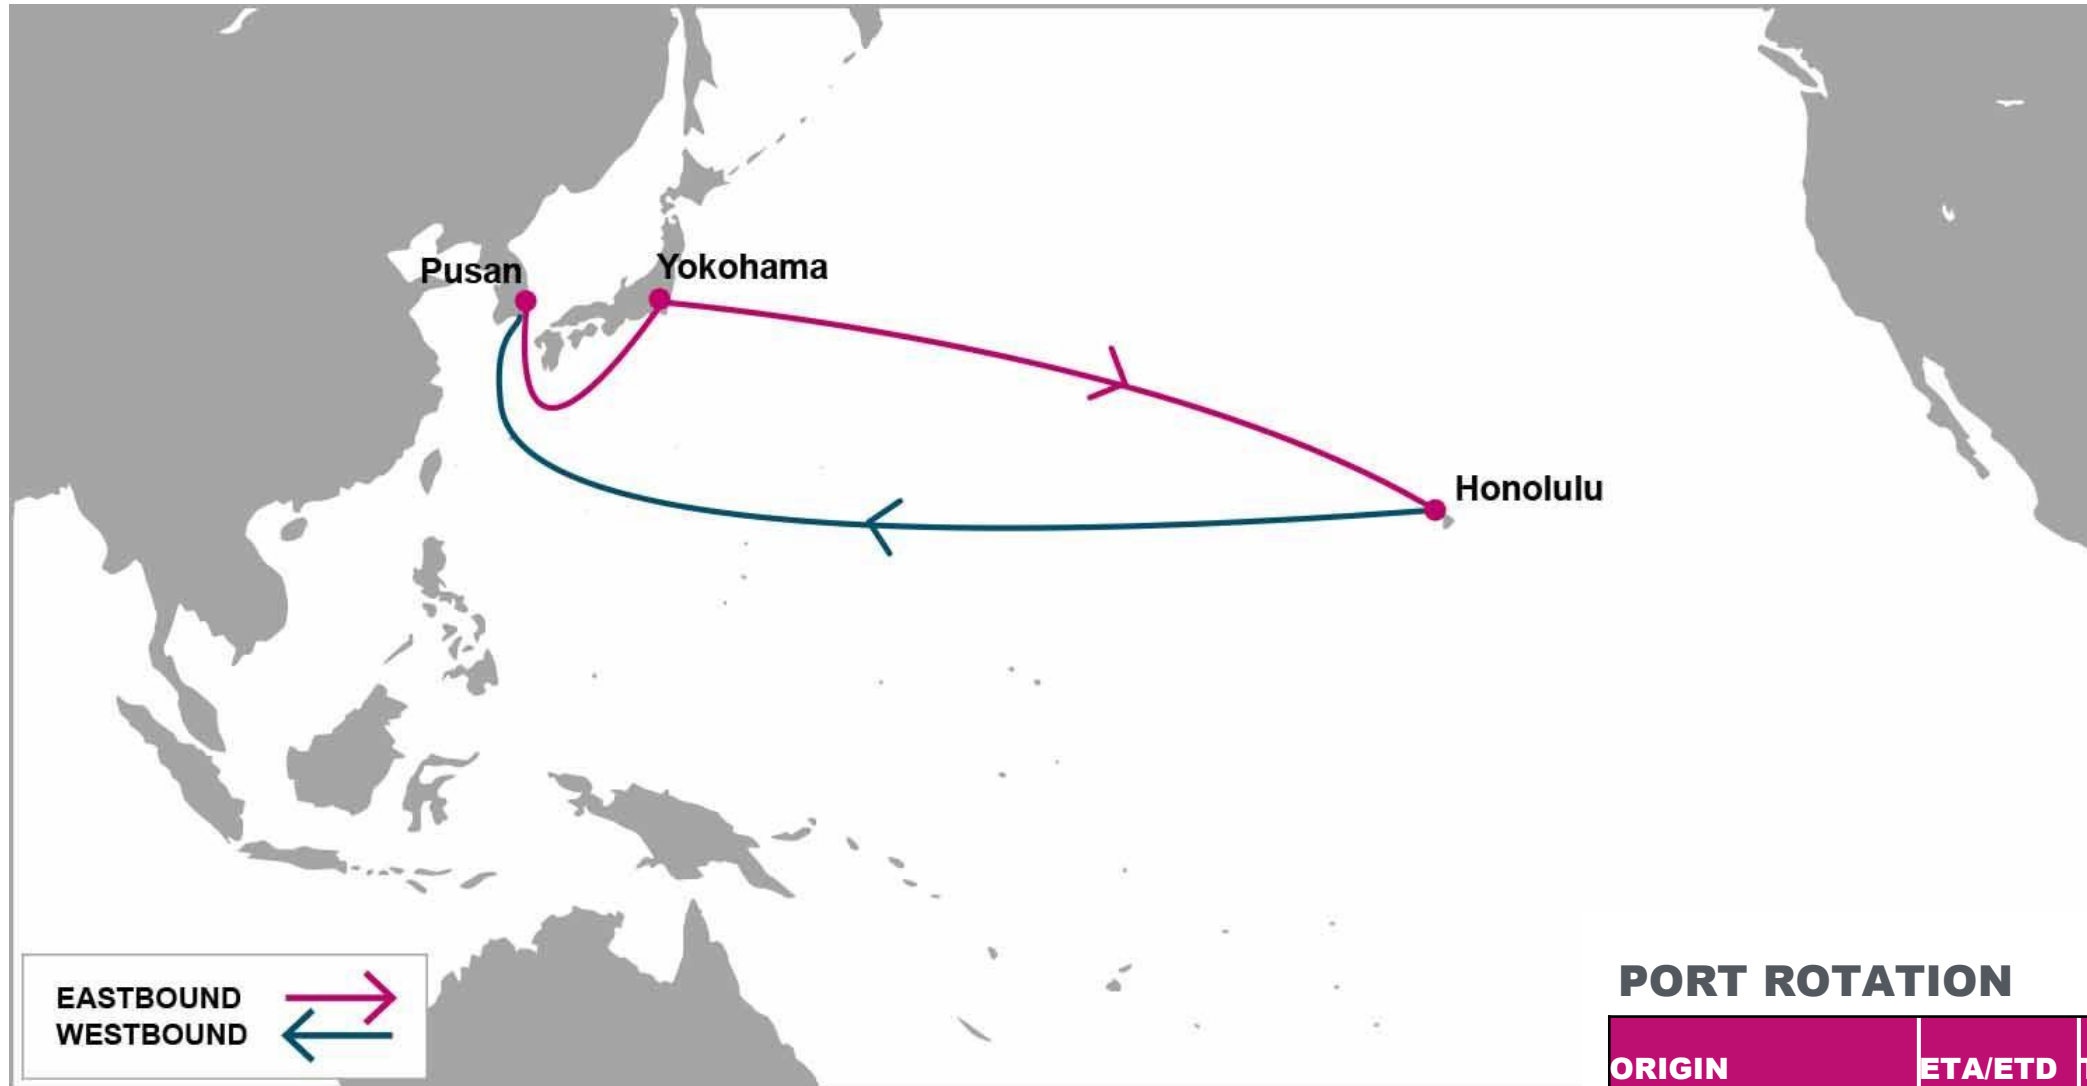 Pusan
Yokohama
Honolulu
EASTBOUND
WESTBOUND
PORT ROTATION
ORIGIN
ETA/ETD